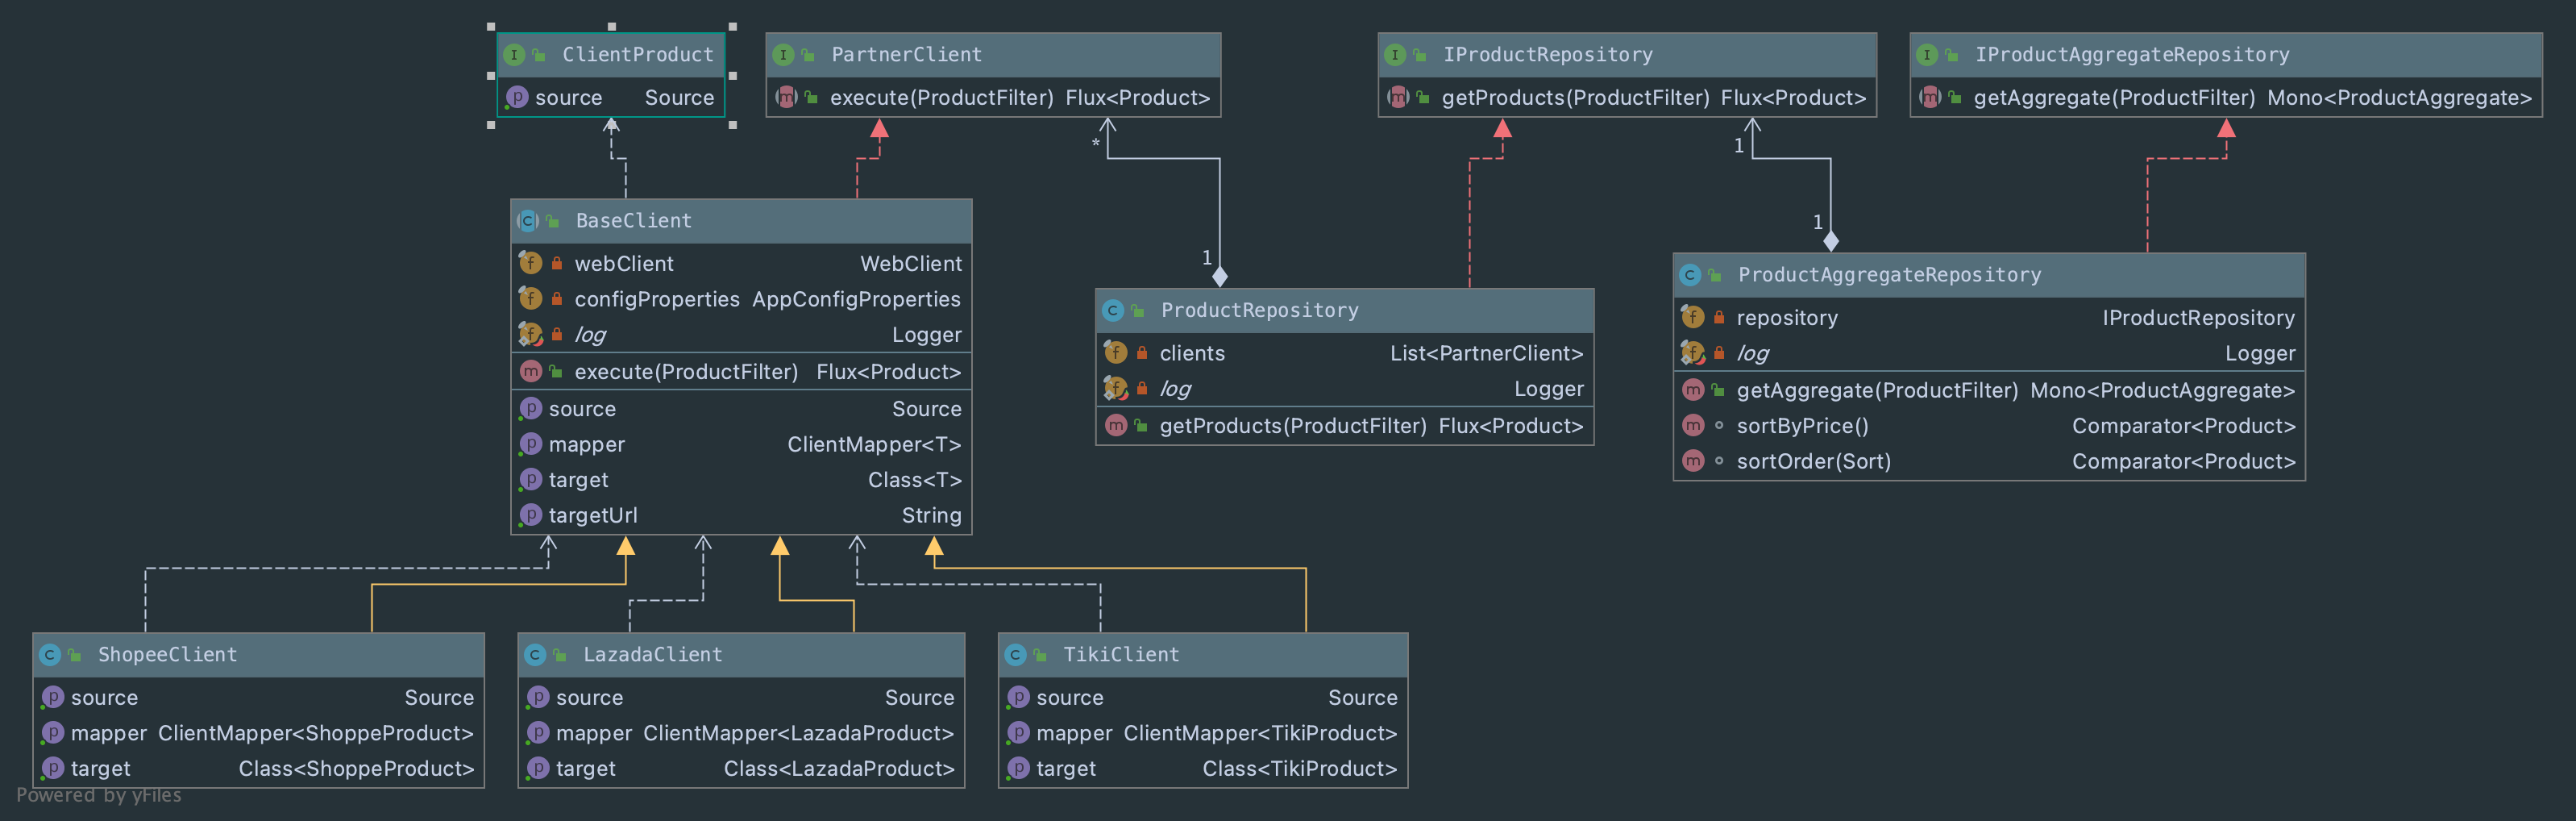 ClientProduct
source Source
PartnerClient
execute(ProductFilter) Flux<Product>
IProductRepository
getProducts(ProductFilter) Flux<Product>
IProductAggregateRepository
getAggregate(ProductFilter) Mono<ProductAggregate>
*
1
1
1
BaseClient
webClient WebClient
configProperties AppConfigProperties
log Logger
execute(ProductFilter) Flux<Product>
source Source
mapper ClientMapper<T>
target Class<T>
targetUrl String
ProductRepository
clients List<PartnerClient>
log Logger
getProducts(ProductFilter) Flux<Product>
ProductAggregateRepository
repository IProductRepository
log Logger
getAggregate(ProductFilter) Mono<ProductAggregate>
sortByPrice() Comparator<Product>
sortOrder(Sort) Comparator<Product>
ShopeeClient
source Source
mapper ClientMapper<ShoppeProduct>
target Class<ShoppeProduct>
LazadaClient
source Source
mapper ClientMapper<LazadaProduct>
target Class<LazadaProduct>
TikiClient
source Source
mapper ClientMapper<TikiProduct>
target Class<TikiProduct>
Powered by yFiles